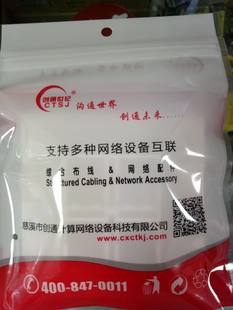 创通世纪
CTSJ
沟通世界
创通未来......
支持多种网络设备互联
综合布线 & 网络配件
Structured Cabling & Network Accessory
慈溪市创通计算网络设备科技有限公司
www.cxctkj.com
400-847-0011